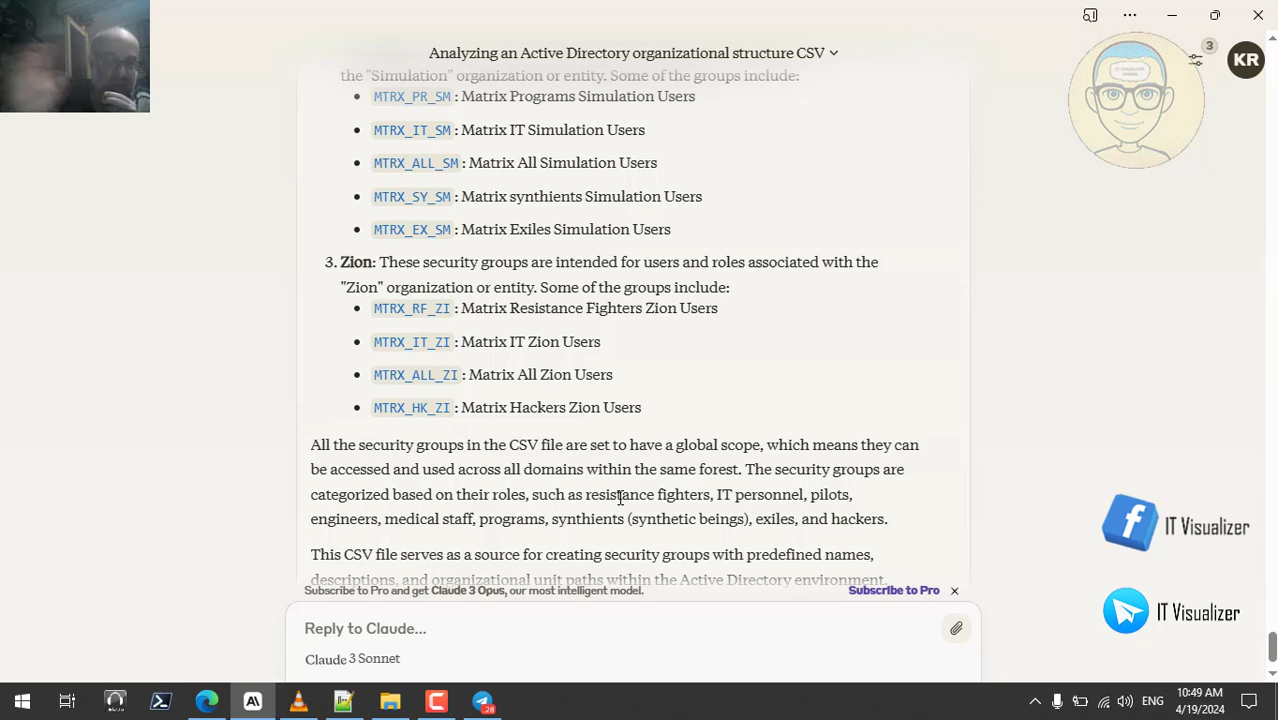 Analyzing an Active Directory organizational structure CSV
3
KR
IT VISUALIZER
CHANNEL
the "Simulation" organization or entity. Some of the groups include:
MTRX_PR_SM : Matrix Programs Simulation Users
MTRX_IT_SM : Matrix IT Simulation Users
MTRX_ALL_SM : Matrix All Simulation Users
MTRX_SY_SM : Matrix synthients Simulation Users
MTRX_EX_SM : Matrix Exiles Simulation Users
3. Zion: These security groups are intended for users and roles associated with the
"Zion" organization or entity. Some of the groups include:
MTRX_RF_ZI : Matrix Resistance Fighters Zion Users
MTRX_IT_ZI : Matrix IT Zion Users
MTRX_ALL_ZI : Matrix All Zion Users
MTRX_HK_ZI : Matrix Hackers Zion Users
All the security groups in the CSV file are set to have a global scope, which means they can
be accessed and used across all domains within the same forest. The security groups are
categorized based on their roles, such as resistance fighters, IT personnel, pilots,
engineers, medical staff, programs, synthients (synthetic beings), exiles, and hackers.
This CSV file serves as a source for creating security groups with predefined names,
descriptions, and organizational unit paths within the Active Directory environment.
Subscribe to Pro and get Claude 3 Opus, our most intelligent model.
Subscribe to Pro
Reply to Claude...
Claude 3 Sonnet
IT Visualizer
IT Visualizer
28
ENG
10:49 AM
4/19/2024